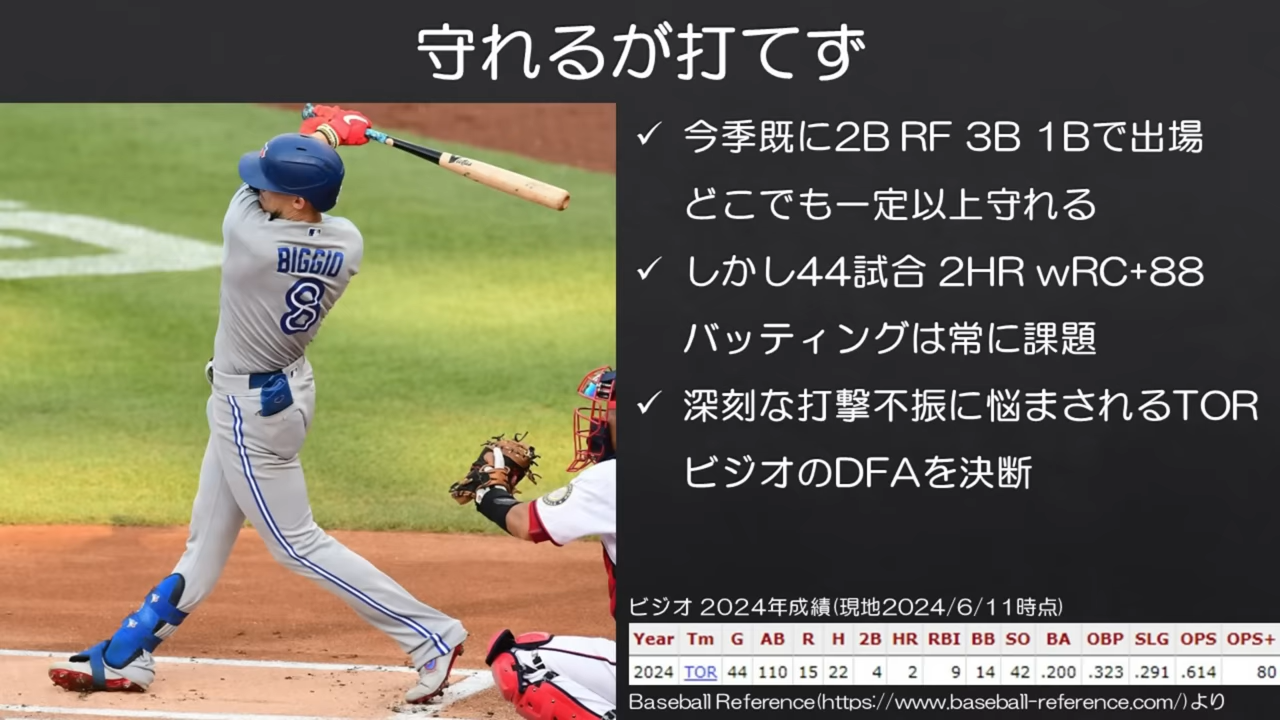 守れるが打てず
BIGGIO
8
✓ 今季既に2B RF 3B 1Bで出場
どこでも一定以上守れる
✓ しかし44試合 2HR wRC+88
バッティングは常に課題
✓ 深刻な打撃不振に悩まされるTOR
ビジオのDFAを決断
ビジオ 2024年成績(現地2024/6/11時点)
Year Tm G AB R H 2B HR RBI BB SO BA OBP SLG OPS OPS+
2024 TOR 44 110 15 22 4 2 9 14 42 .200 .323 .291 .614 80
Baseball Reference(https://www.baseball-reference.com/)より